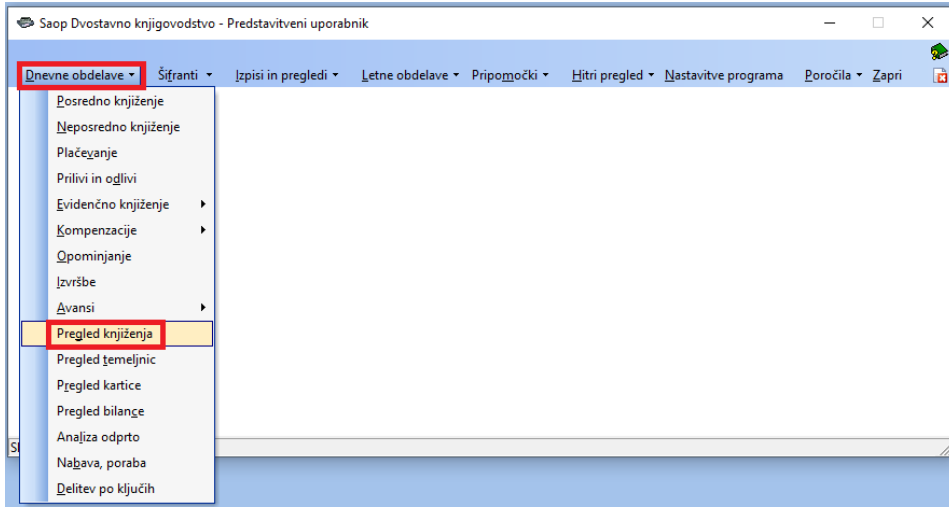 Saop Dvostavno knjigovodstvo - Predstavitveni uporabnik
Dnevne obdelave Šifranti Izpisi in pregledi Letne obdelave Pripomočki Hitri pregled Nastavitve programa Poročila Zapri
Posredno knjiženje
Neposredno knjiženje
Plačevanje
Prilivi in odlivi
Evidenčno knjiženje
Kompenzacije
Opominjanje
Izvršbe
Avansi
Pregled knjiženja
Pregled temeljnic
Pregled kartice
Pregled bilance
Analiza odprto
Nabava, poraba
Delitev po ključih